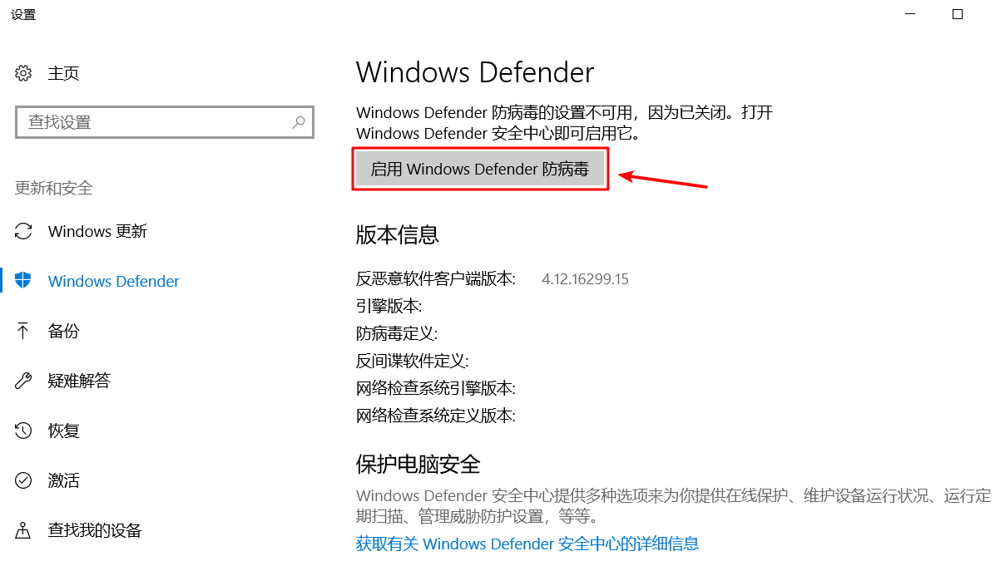 设置
主页
查找设置
更新和安全
Windows 更新
Windows Defender
备份
疑难解答
恢复
激活
查找我的设备
Windows Defender
Windows Defender 防病毒的设置不可用，因为已关闭。打开
Windows Defender 安全中心即可启用它。
启用 Windows Defender 防病毒
版本信息
反恶意软件客户端版本: 4.12.16299.15
引擎版本:
防病毒定义:
反间谍软件定义:
网络检查系统引擎版本:
网络检查系统定义版本:
保护电脑安全
Windows Defender 安全中心提供多种选项来为你提供在线保护、维护设备运行状况、运行定
期扫描、管理威胁防护设置，等等。
获取有关 Windows Defender 安全中心的详细信息